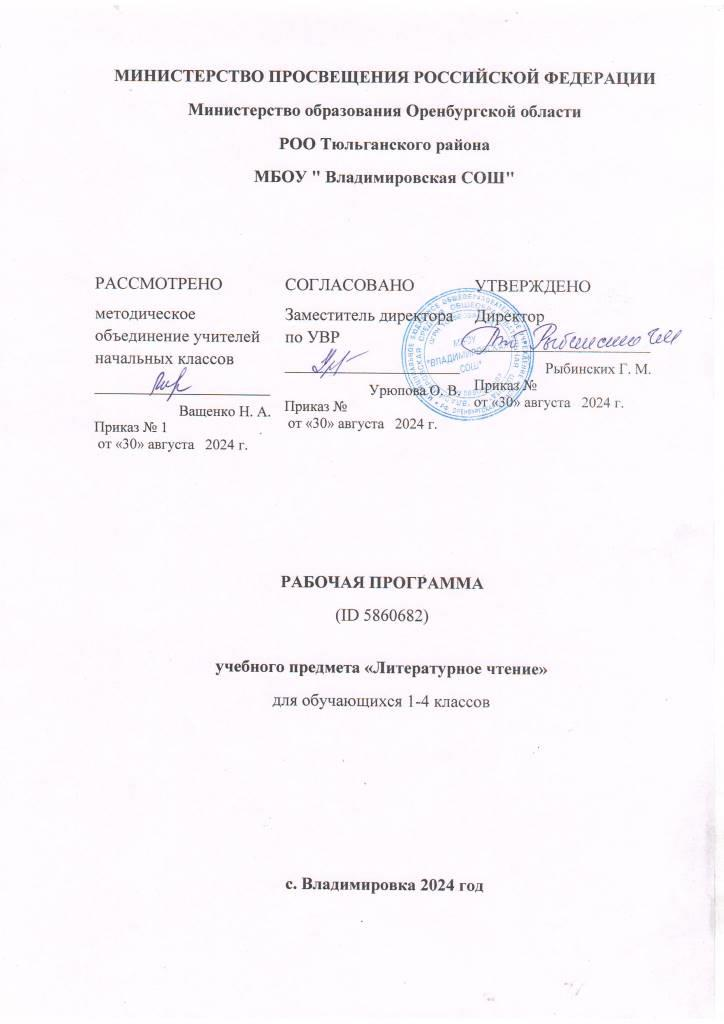 МИНИСТЕРСТВО ПРОСВЕЩЕНИЯ РОССИЙСКОЙ ФЕДЕРАЦИИ
Министерство образования Оренбургской области
РОО Тюльганского района
МБОУ " Владимировская СОШ"
РАССМОТРЕНО
методическое
объединение учителей
начальных классов
Ващенко Н. А.
Приказ № 1
от «30» августа 2024 г.
СОГЛАСОВАНО
Заместитель директора
по УВР
Урюпова О. В.
Приказ №
от «30» августа 2024 г.
УТВЕРЖДЕНО
Директор
Рыбинских Г. М.
Приказ №
от «30» августа 2024 г.
РАБОЧАЯ ПРОГРАММА
(ID 5860682)
учебного предмета «Литературное чтение»
для обучающихся 1-4 классов
с. Владимировка 2024 год